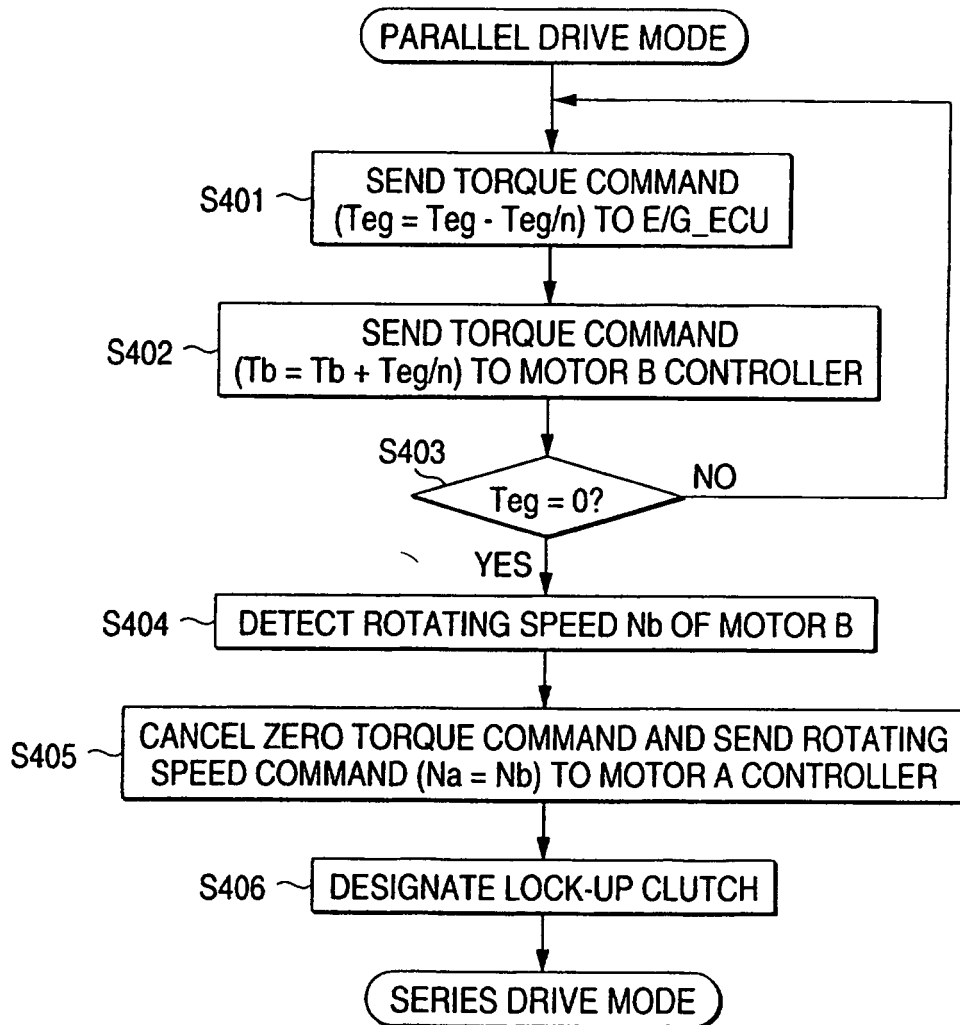 PARALLEL DRIVE MODE
S401
SEND TORQUE COMMAND
(Teg = Teg - Teg/n) TO E/G_ECU
S402
SEND TORQUE COMMAND
(Tb = Tb + Teg/n) TO MOTOR B CONTROLLER
S403
Teg = 0?
NO
YES
S404
DETECT ROTATING SPEED Nb OF MOTOR B
S405
CANCEL ZERO TORQUE COMMAND AND SEND ROTATING
SPEED COMMAND (Na = Nb) TO MOTOR A CONTROLLER
S406
DESIGNATE LOCK-UP CLUTCH
SERIES DRIVE MODE